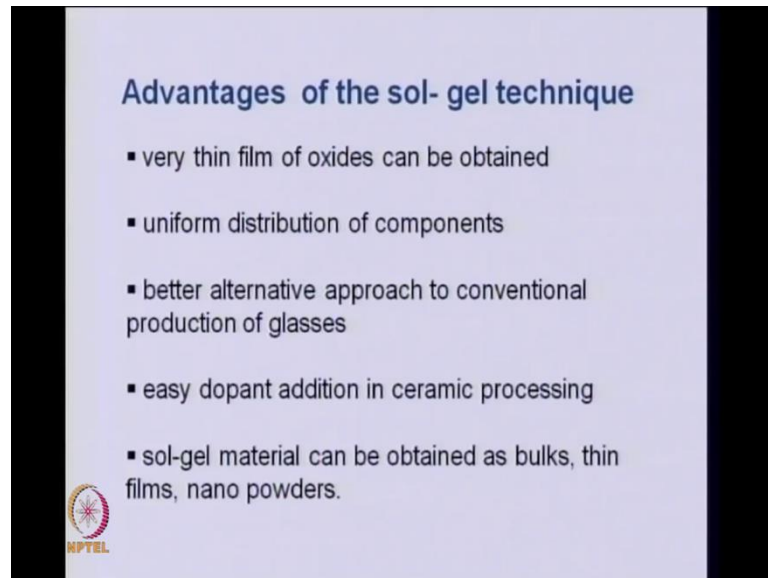 Advantages of the sol- gel technique
▪ very thin film of oxides can be obtained
▪ uniform distribution of components
▪ better alternative approach to conventional
production of glasses
▪ easy dopant addition in ceramic processing
▪ sol-gel material can be obtained as bulks, thin
films, nano powders.
NPTEL